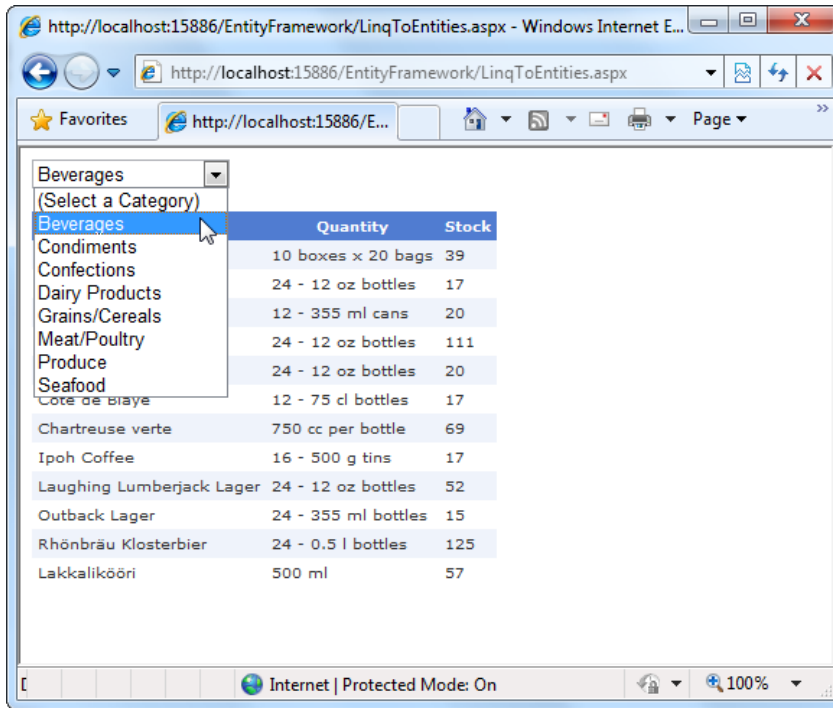 http://localhost:15886/EntityFramework/LinqToEntities.aspx - Windows Internet E...
http://localhost:15886/EntityFramework/LinqToEntities.aspx
Favorites http://localhost:15886/E... Page
Beverages
(Select a Category)
Beverages Quantity Stock
Condiments 10 boxes x 20 bags 39
Confections
Dairy Products 24 - 12 oz bottles 17
Grains/Cereals 12 - 355 ml cans 20
Meat/Poultry 24 - 12 oz bottles 111
Produce 24 - 12 oz bottles 20
Seafood
Côte de Blaye 12 - 75 cl bottles 17
Chartreuse verte 750 cc per bottle 69
Ipoh Coffee 16 - 500 g tins 17
Laughing Lumberjack Lager 24 - 12 oz bottles 52
Outback Lager 24 - 355 ml bottles 15
Rhönbräu Klosterbier 24 - 0.5 l bottles 125
Lakkalikööri 500 ml 57
Internet | Protected Mode: On 100%